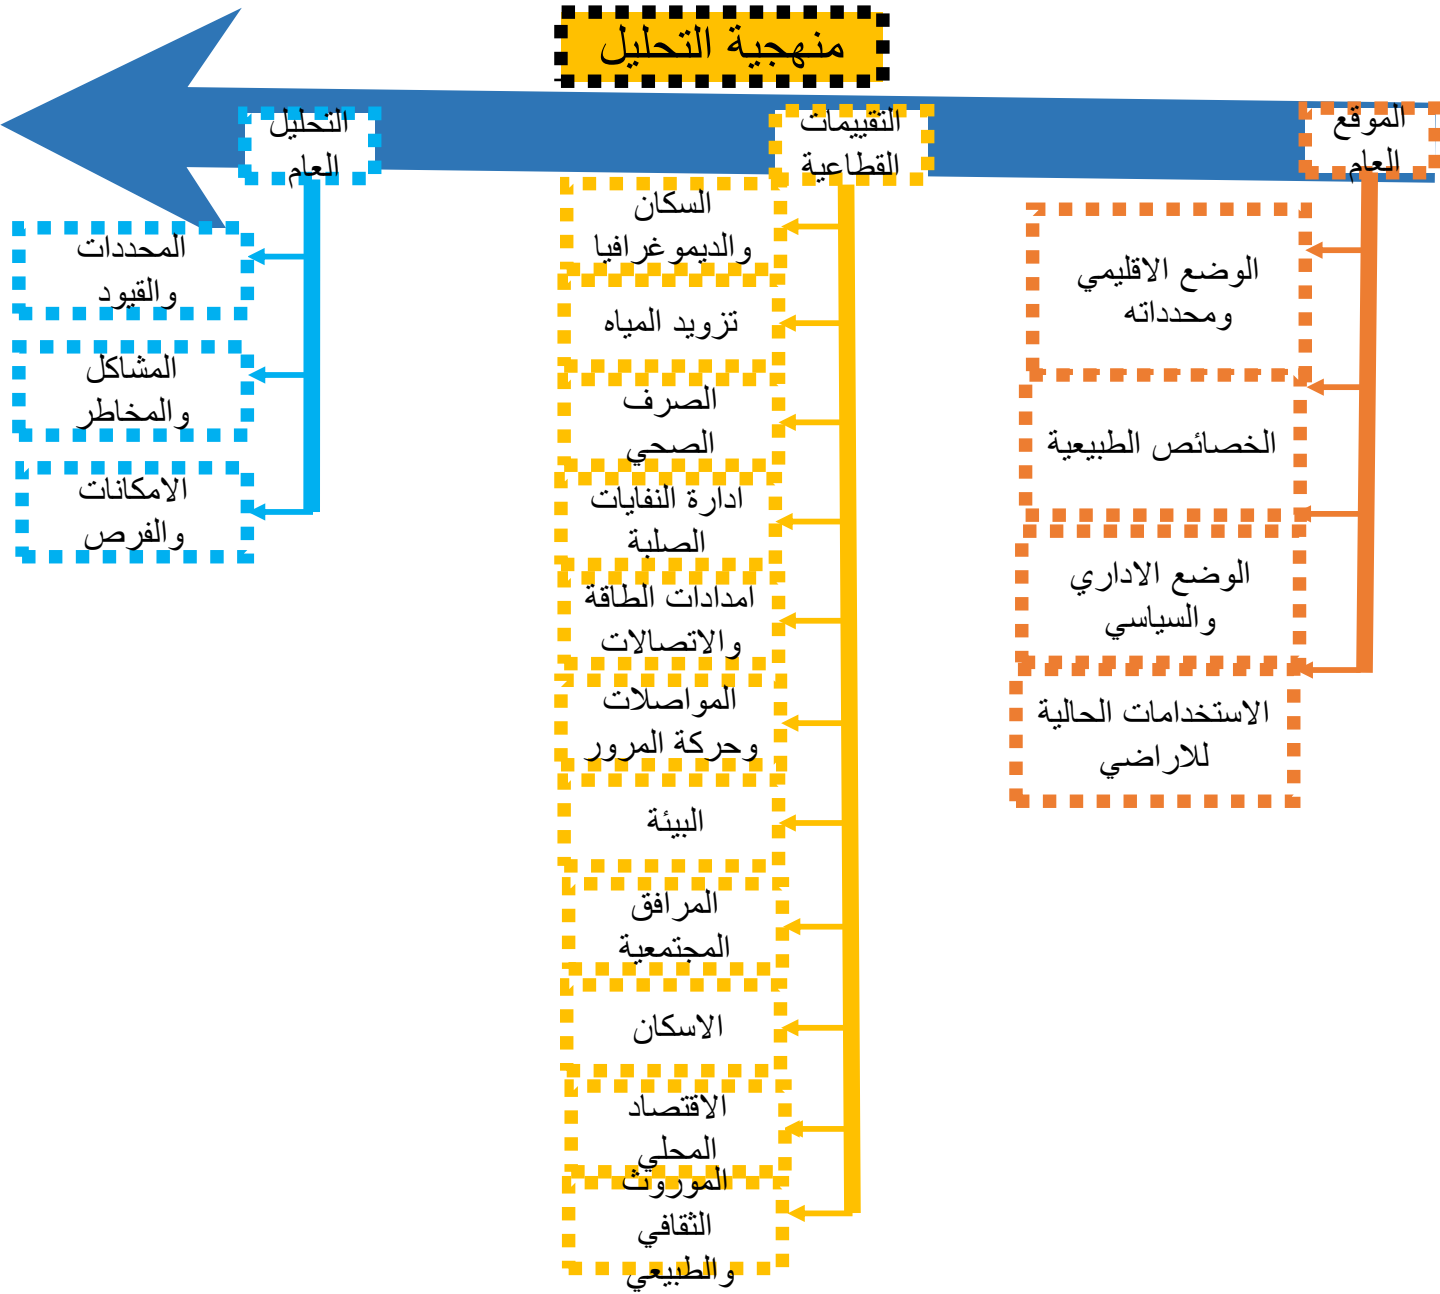 منهجية التحليل
الموقع
العام
الوضع الاقليمي
ومحدداته
الخصائص الطبيعية
الوضع الاداري
والسياسي
الاستخدامات الحالية
للاراضي
التقييمات
القطاعية
السكان
والديموغرافيا
تزويد المياه
الصرف
الصحي
ادارة النفايات
الصلبة
امدادات الطاقة
والاتصالات
المواصلات
وحركة المرور
البيئة
المرافق
المجتمعية
الاسكان
الاقتصاد
المحلي
الموروث
الثقافي
والطبيعي
التحليل
العام
المحددات
والقيود
المشاكل
والمخاطر
الامكانات
والفرص